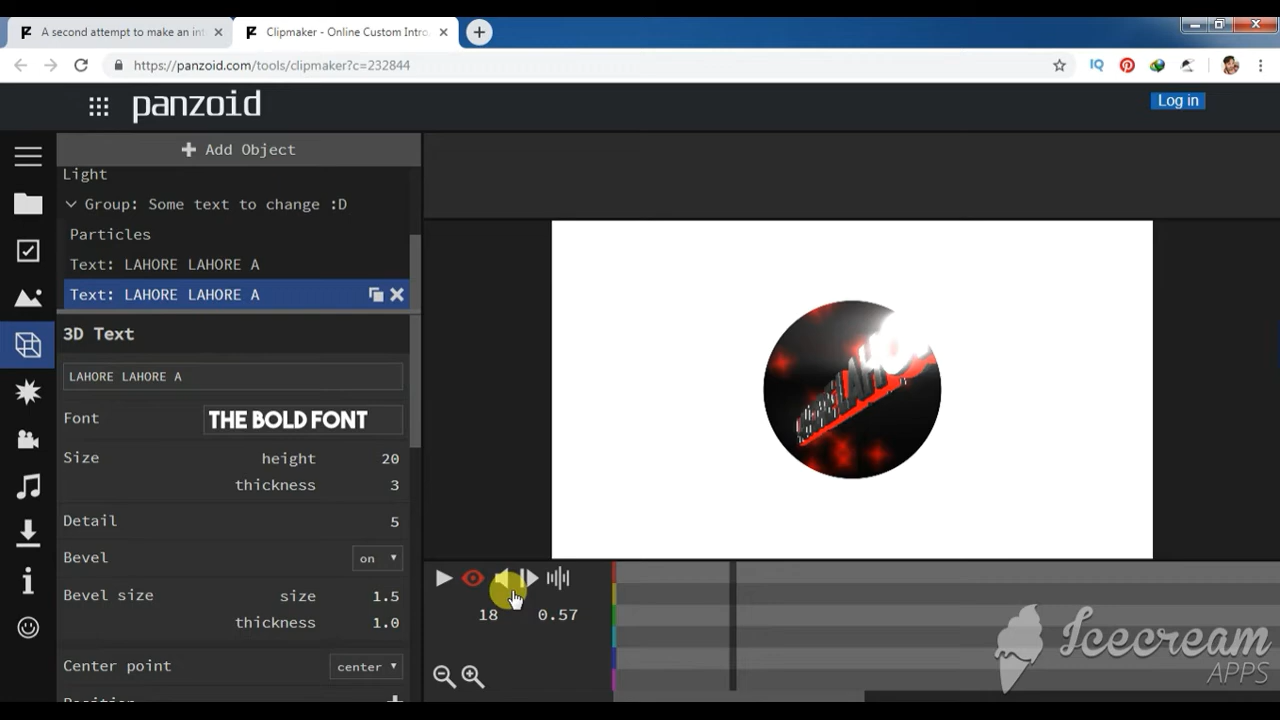 A second attempt to make an int
Clipmaker - Online Custom Intro
https://panzoid.com/tools/clipmaker?c=232844
IQ
panzoid
Log in
Add Object
Light
Group: Some text to change :D
Particles
Text: LAHORE LAHORE A
Text: LAHORE LAHORE A
3D Text
LAHORE LAHORE A
Font THE BOLD FONT
Size height 20
thickness 3
Detail 5
Bevel on
Bevel size size 1.5
thickness 1.0
Center point center
Position
18 0.57
Icecream
APPS